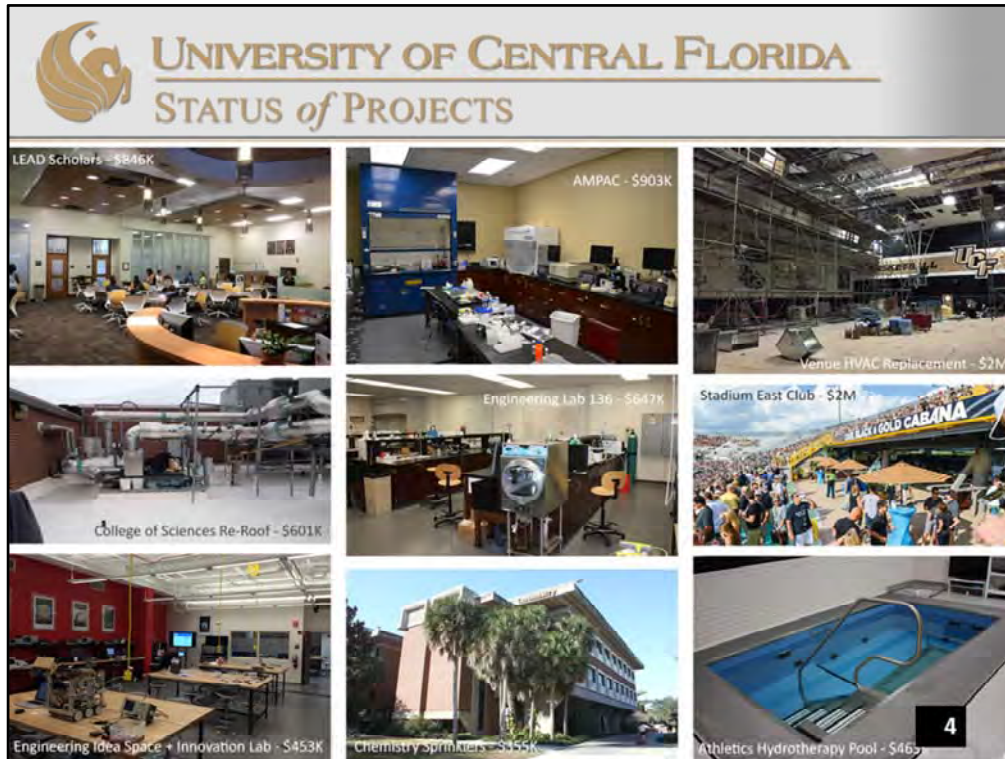 UNIVERSITY OF CENTRAL FLORIDA
STATUS of PROJECTS
LEAD Scholars - $846K
AMPAC - $903K
UCF
Venue HVAC Replacement - $2M
College of Sciences Re-Roof - $601K
Engineering Lab 136 - $647K
Stadium East Club - $2M
BLACK & GOLD CABANA
Engineering Idea Space + Innovation Lab - $453K
Chemistry Sprinklers - $355K
Athletics Hydrotherapy Pool -
4